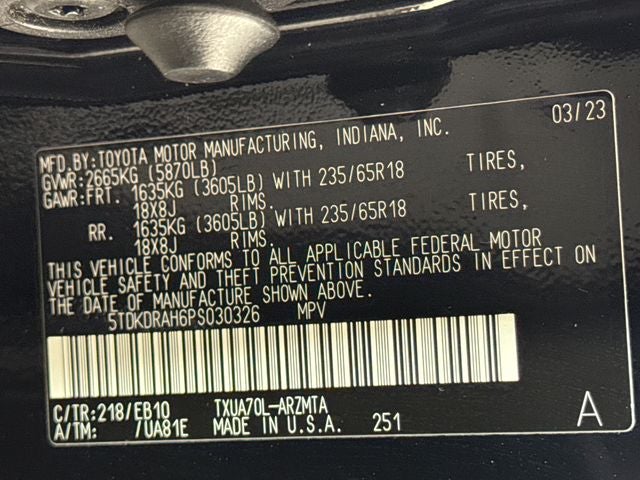 03/23
MFD.BY:TOYOTA MOTOR MANUFACTURING, INDIANA, INC.
GVWR:2665KG (5870LB)
GAWR:FRT. 1635KG (3605LB) WITH 235/65R18 TIRES,
18X8J RIMS.
RR. 1635KG (3605LB) WITH 235/65R18 TIRES,
18X8J RIMS.
THIS VEHICLE CONFORMS TO ALL APPLICABLE FEDERAL MOTOR
VEHICLE SAFETY AND THEFT PREVENTION STANDARDS IN EFFECT ON
THE DATE OF MANUFACTURE SHOWN ABOVE.
5TDKDRAH6PS030326 MPV
C/TR:218/EB10 TXUA70L-ARZMTA
A/TM: /UA81E MADE IN U.S.A. 251 A